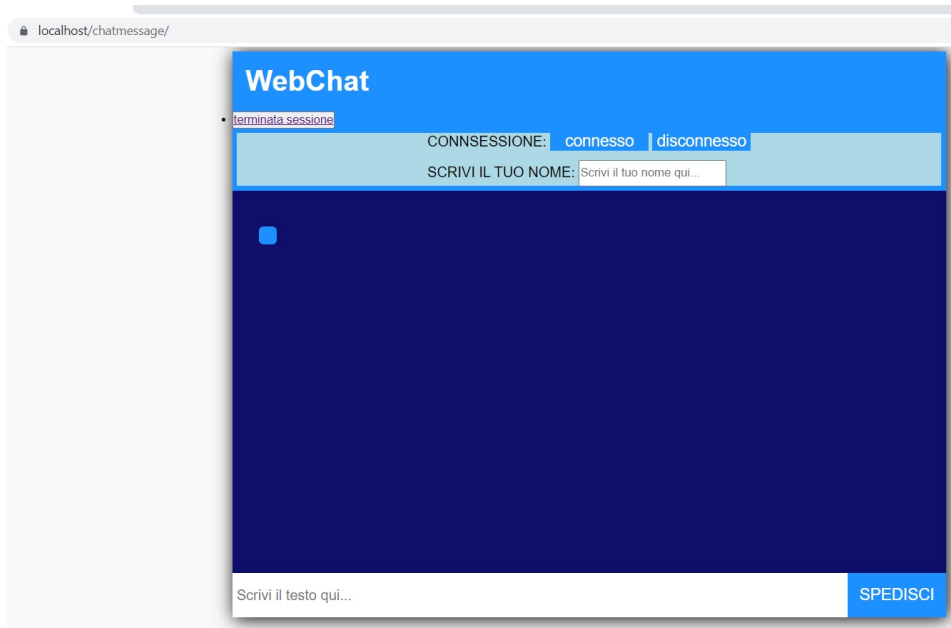 localhost/chatmessage/
WebChat
terminata sessione
CONNSESSIONE: connesso disconnesso
SCRIVI IL TUO NOME: Scrivi il tuo nome qui...
Scrivi il testo qui... SPEDISCI